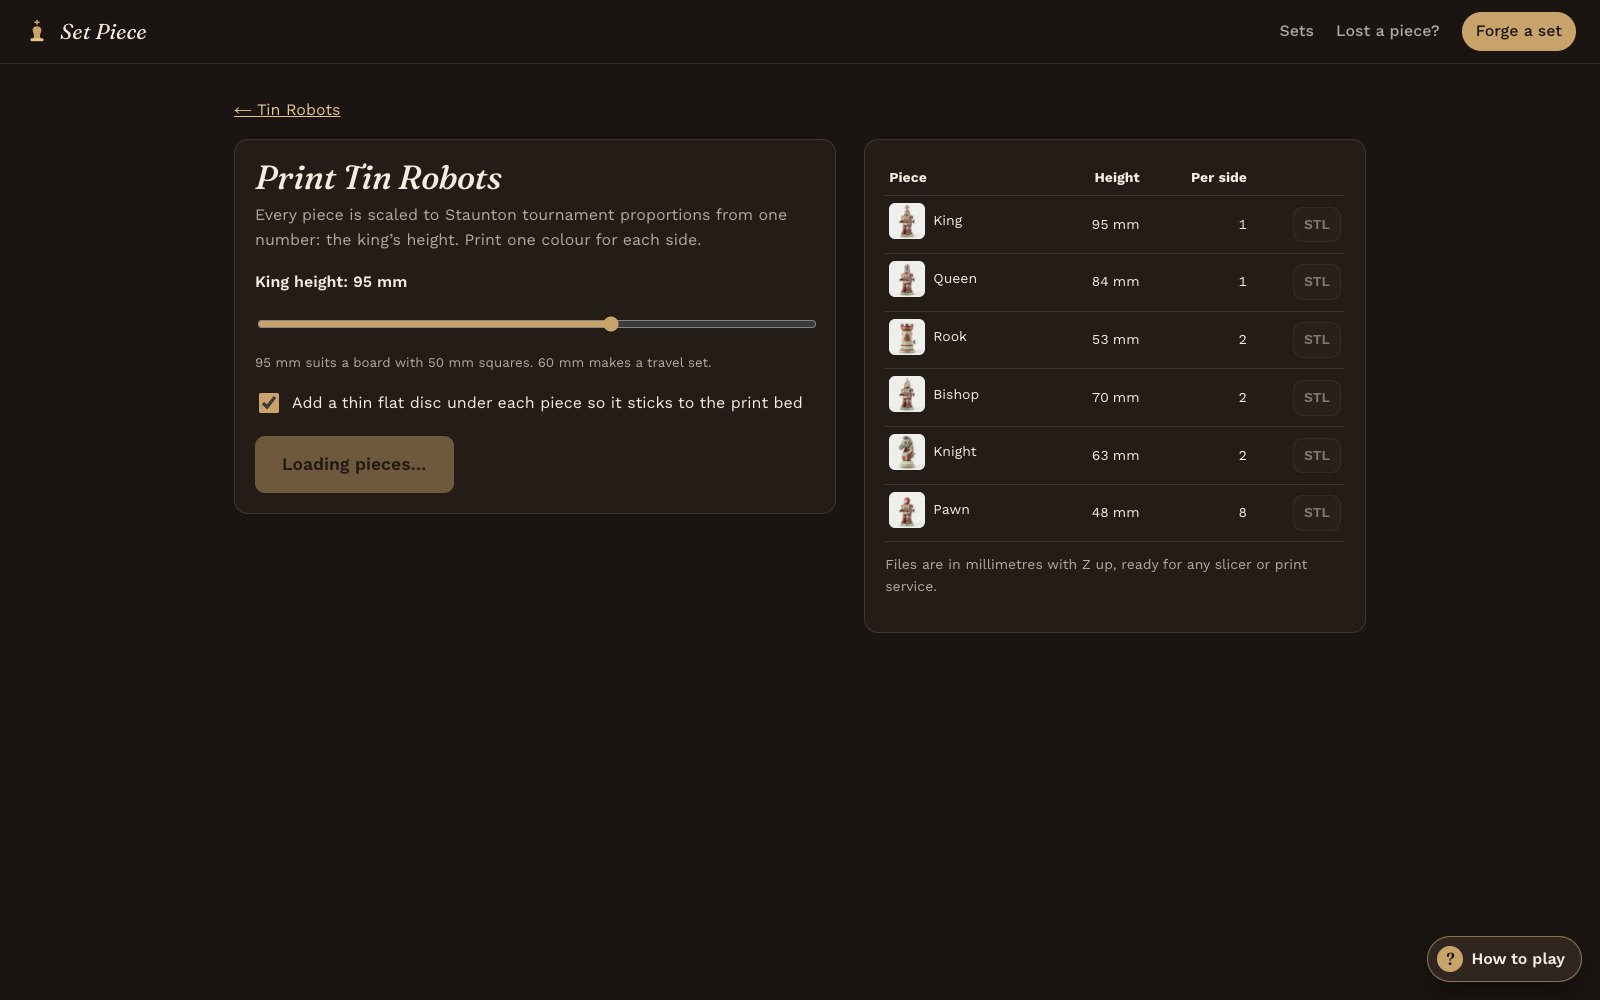 Set Piece
Sets
Lost a piece?
Forge a set
← Tin Robots
Print Tin Robots
Every piece is scaled to Staunton tournament proportions from one
number: the king’s height. Print one colour for each side.
King height: 95 mm
95 mm suits a board with 50 mm squares. 60 mm makes a travel set.
Add a thin flat disc under each piece so it sticks to the print bed
Loading pieces…
Piece Height Per side
King 95 mm 1 STL
Queen 84 mm 1 STL
Rook 53 mm 2 STL
Bishop 70 mm 2 STL
Knight 63 mm 2 STL
Pawn 48 mm 8 STL
Files are in millimetres with Z up, ready for any slicer or print
service.
? How to play